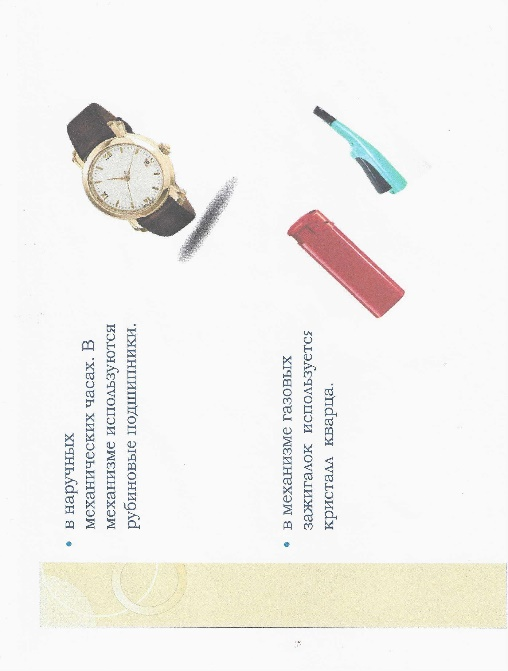 • в наручных
механических часах. В
механизме используются
рубиновые подшипники.
• в механизме газовых
зажигалок используется
кристалл кварца.